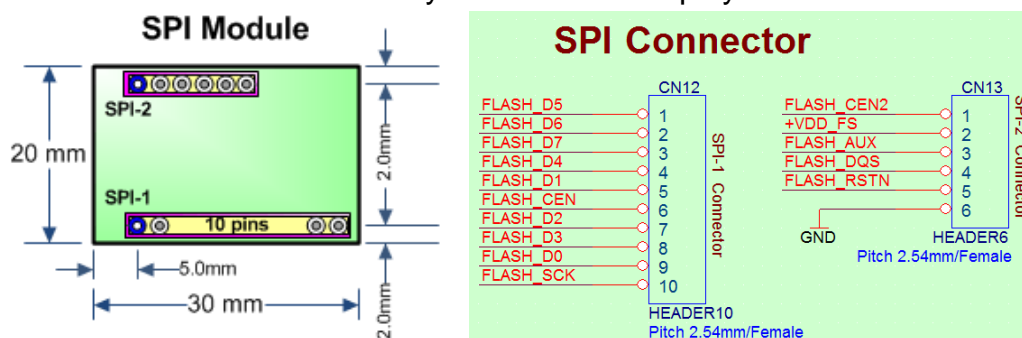 SPI Module
SPI-2
20 mm
2.0mm
SPI-1
10 pins
5.0mm
30 mm
2.0mm
SPI Connector
CN12
FLASH_D5
1
FLASH_D6
2
FLASH_D7
3
FLASH_D4
4
FLASH_D1
5
FLASH_CEN
6
FLASH_D2
7
FLASH_D3
8
FLASH_D0
9
FLASH_SCK
10
SPI-1 Connector
HEADER10
Pitch 2.54mm/Female
CN13
FLASH_CEN2
1
+VDD_FS
2
FLASH_AUX
3
FLASH_DQS
4
FLASH_RSTN
5
6
GND
SPI-2 Connector
HEADER6
Pitch 2.54mm/Female